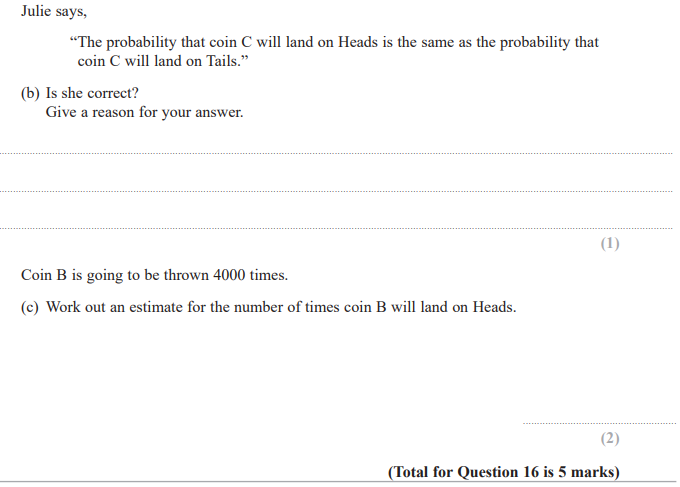 Julie says,
“The probability that coin C will land on Heads is the same as the probability that
coin C will land on Tails.”
(b) Is she correct?
Give a reason for your answer.
(1)
Coin B is going to be thrown 4000 times.
(c) Work out an estimate for the number of times coin B will land on Heads.
(2)
(Total for Question 16 is 5 marks)